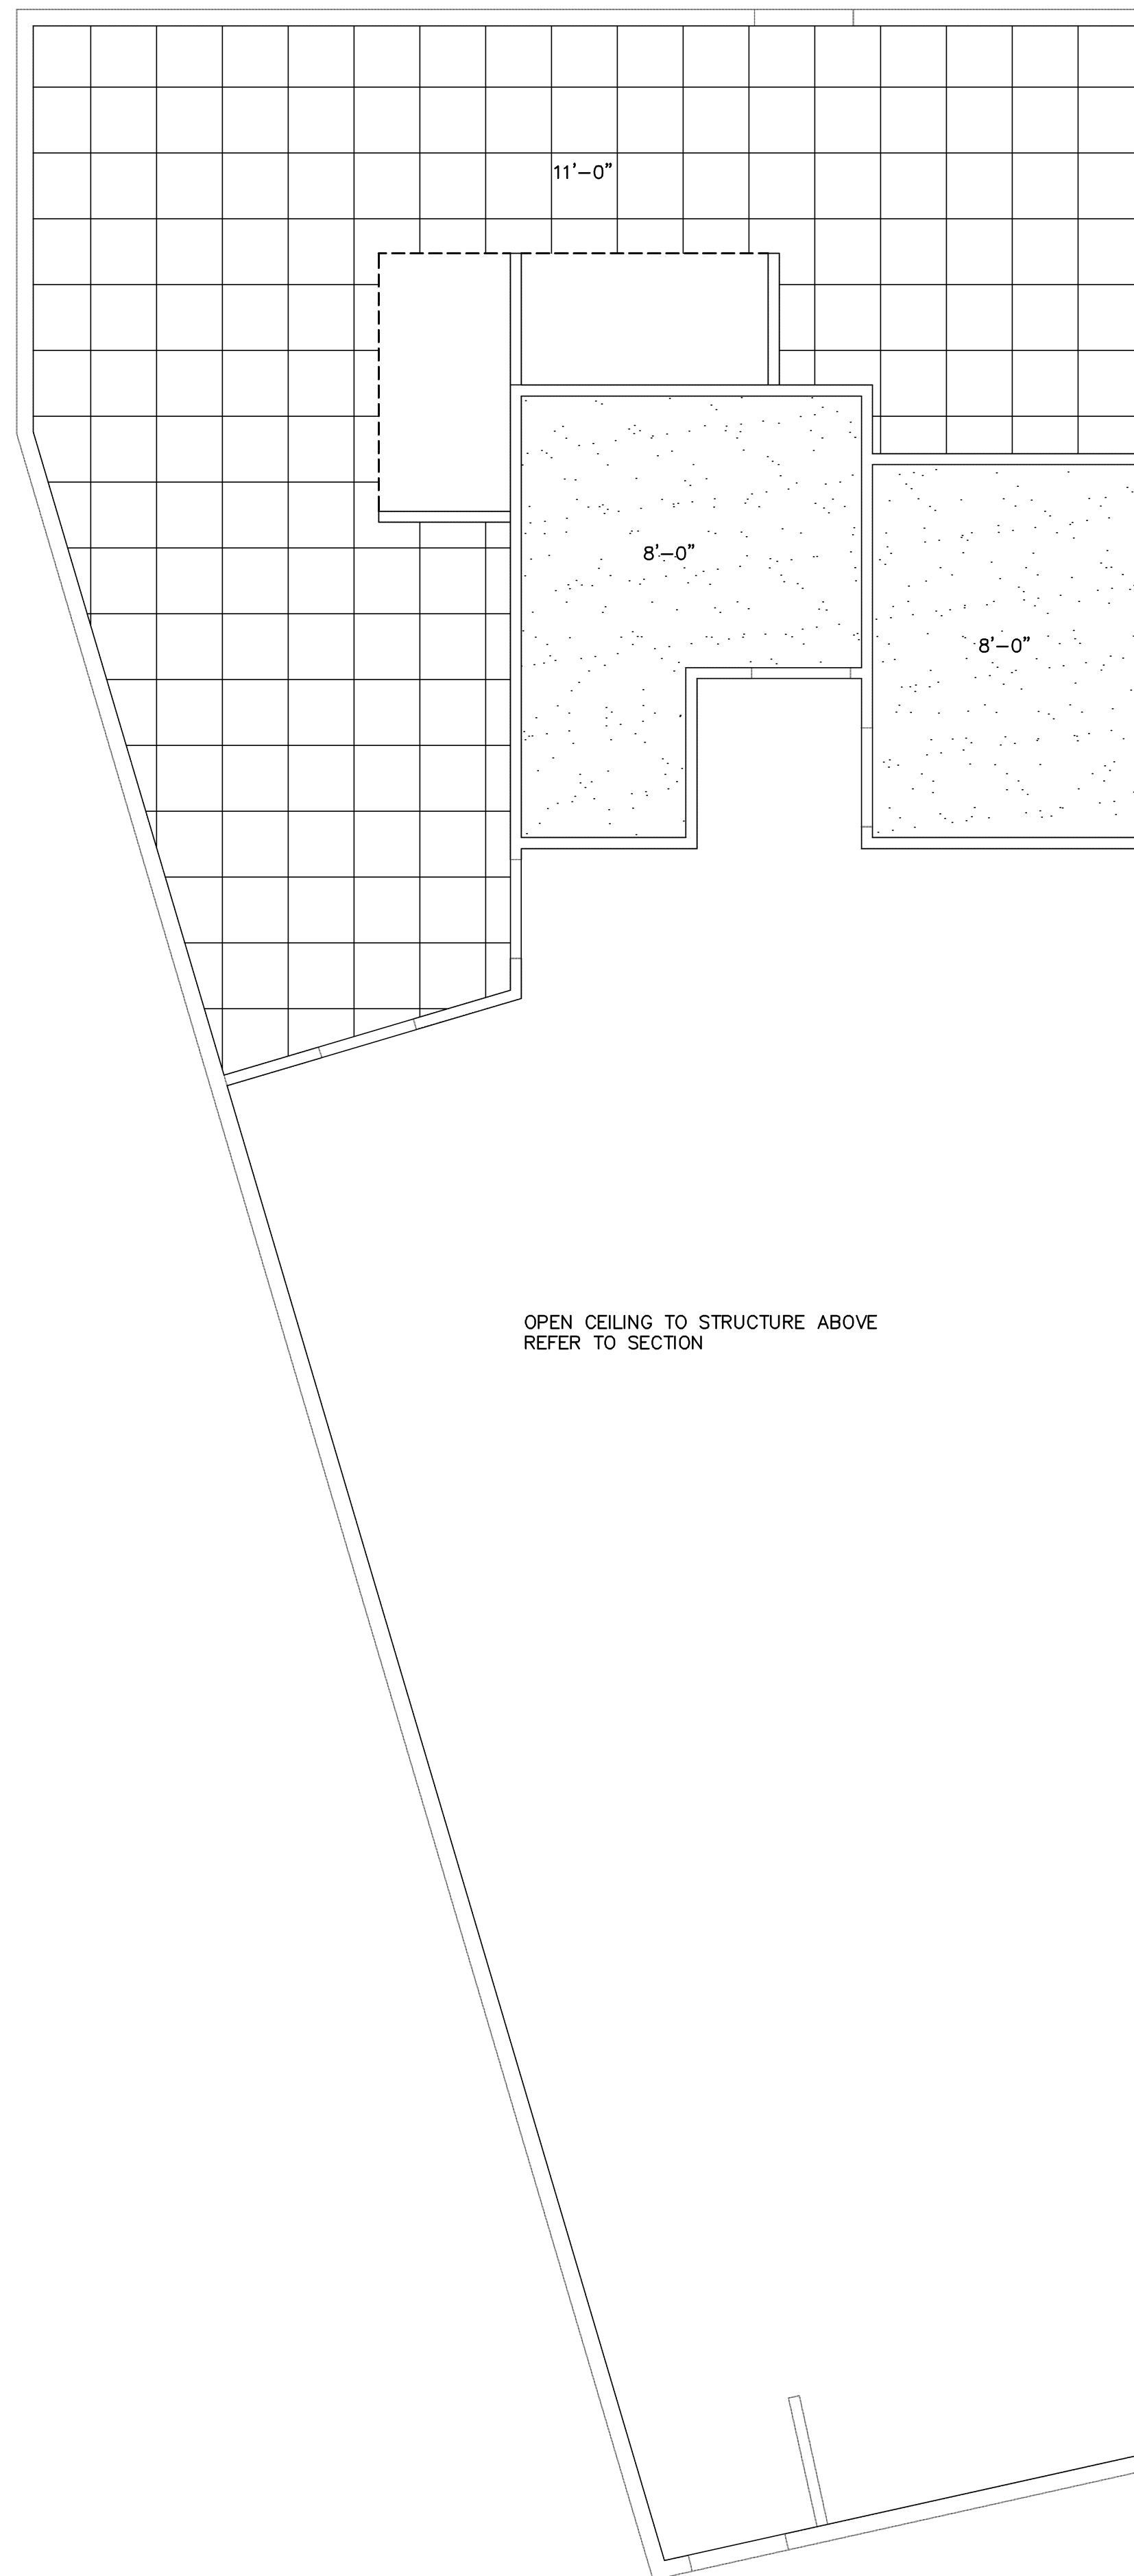 11'-0"
8'-0"
8'-0"
OPEN CEILING TO STRUCTURE ABOVE
REFER TO SECTION